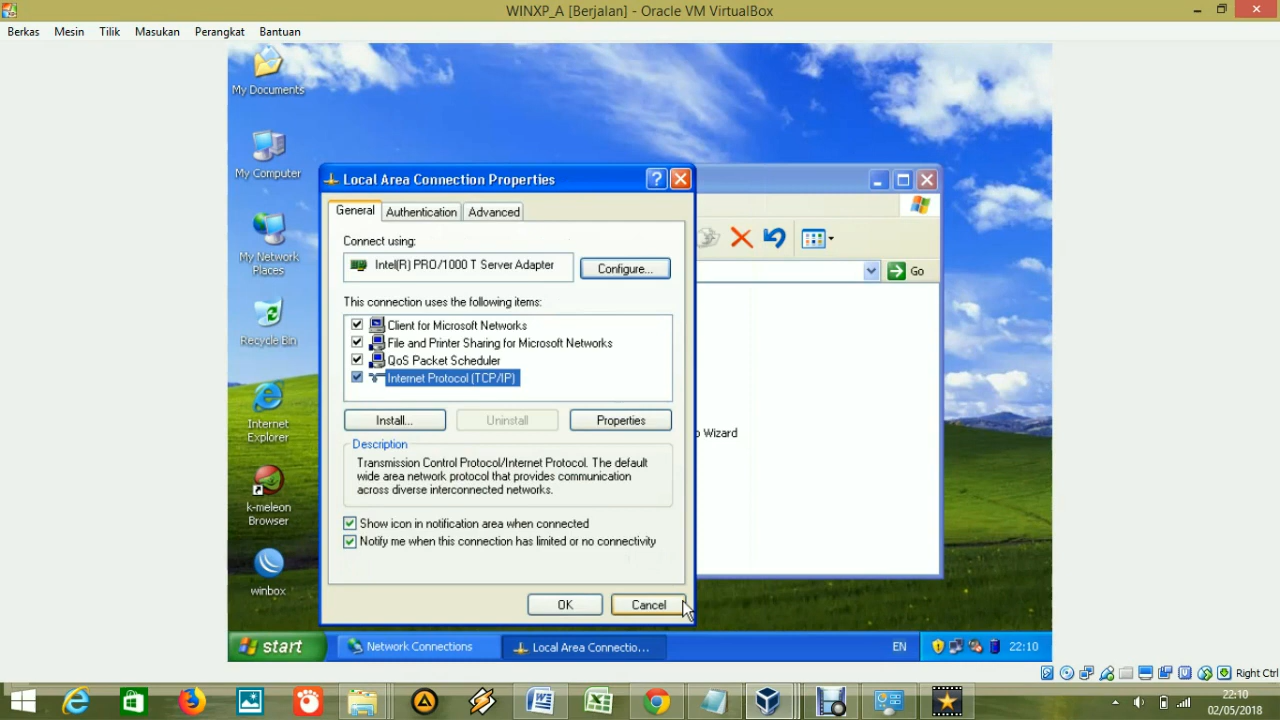 WINXP_A [Berjalan] - Oracle VM VirtualBox
Berkas Mesin Tilik Masukan Perangkat Bantuan
My Documents
My Computer
My Network
Places
Recycle Bin
Internet
Explorer
k-meleon
Browser
winbox
Local Area Connection Properties
General Authentication Advanced
Connect using:
Intel(R) PRO/1000 T Server Adapter
Configure...
This connection uses the following items:
Client for Microsoft Networks
File and Printer Sharing for Microsoft Networks
QoS Packet Scheduler
Internet Protocol (TCP/IP)
Install... Uninstall Properties
Description
Transmission Control Protocol/Internet Protocol. The default
wide area network protocol that provides communication
across diverse interconnected networks.
Show icon in notification area when connected
Notify me when this connection has limited or no connectivity
OK Cancel
Go
p Wizard
start Network Connections Local Area Connectio... EN 22:10
Right Ctrl
22:10
02/05/2018